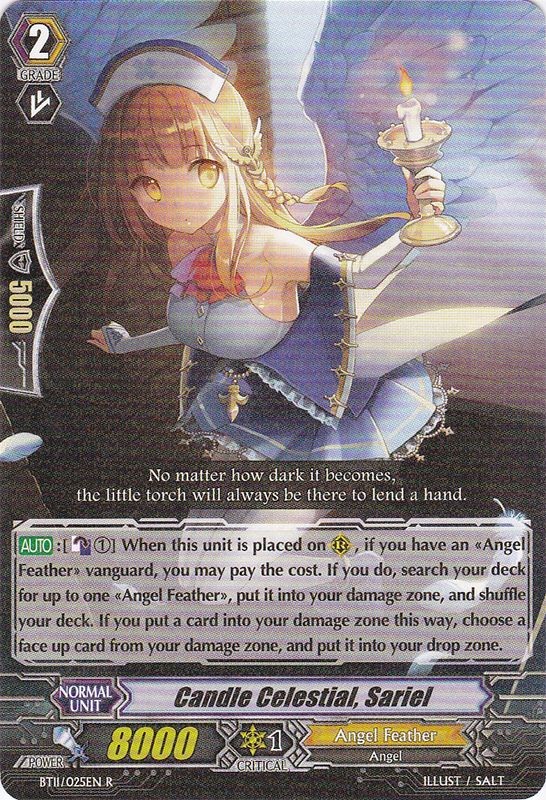 2
GRADE
SHIELD
5000
No matter how dark it becomes,
the little torch will always be there to lend a hand.
AUTO :[ ①] When this unit is placed on R , if you have an «Angel
Feather» vanguard, you may pay the cost. If you do, search your deck
for up to one «Angel Feather», put it into your damage zone, and shuffle
your deck. If you put a card into your damage zone this way, choose a
face up card from your damage zone, and put it into your drop zone.
NORMAL
UNIT
Candle Celestial, Sariel
POWER
8000
1
CRITICAL
Angel Feather
Angel
BT11/025EN R
ILLUST / SALT